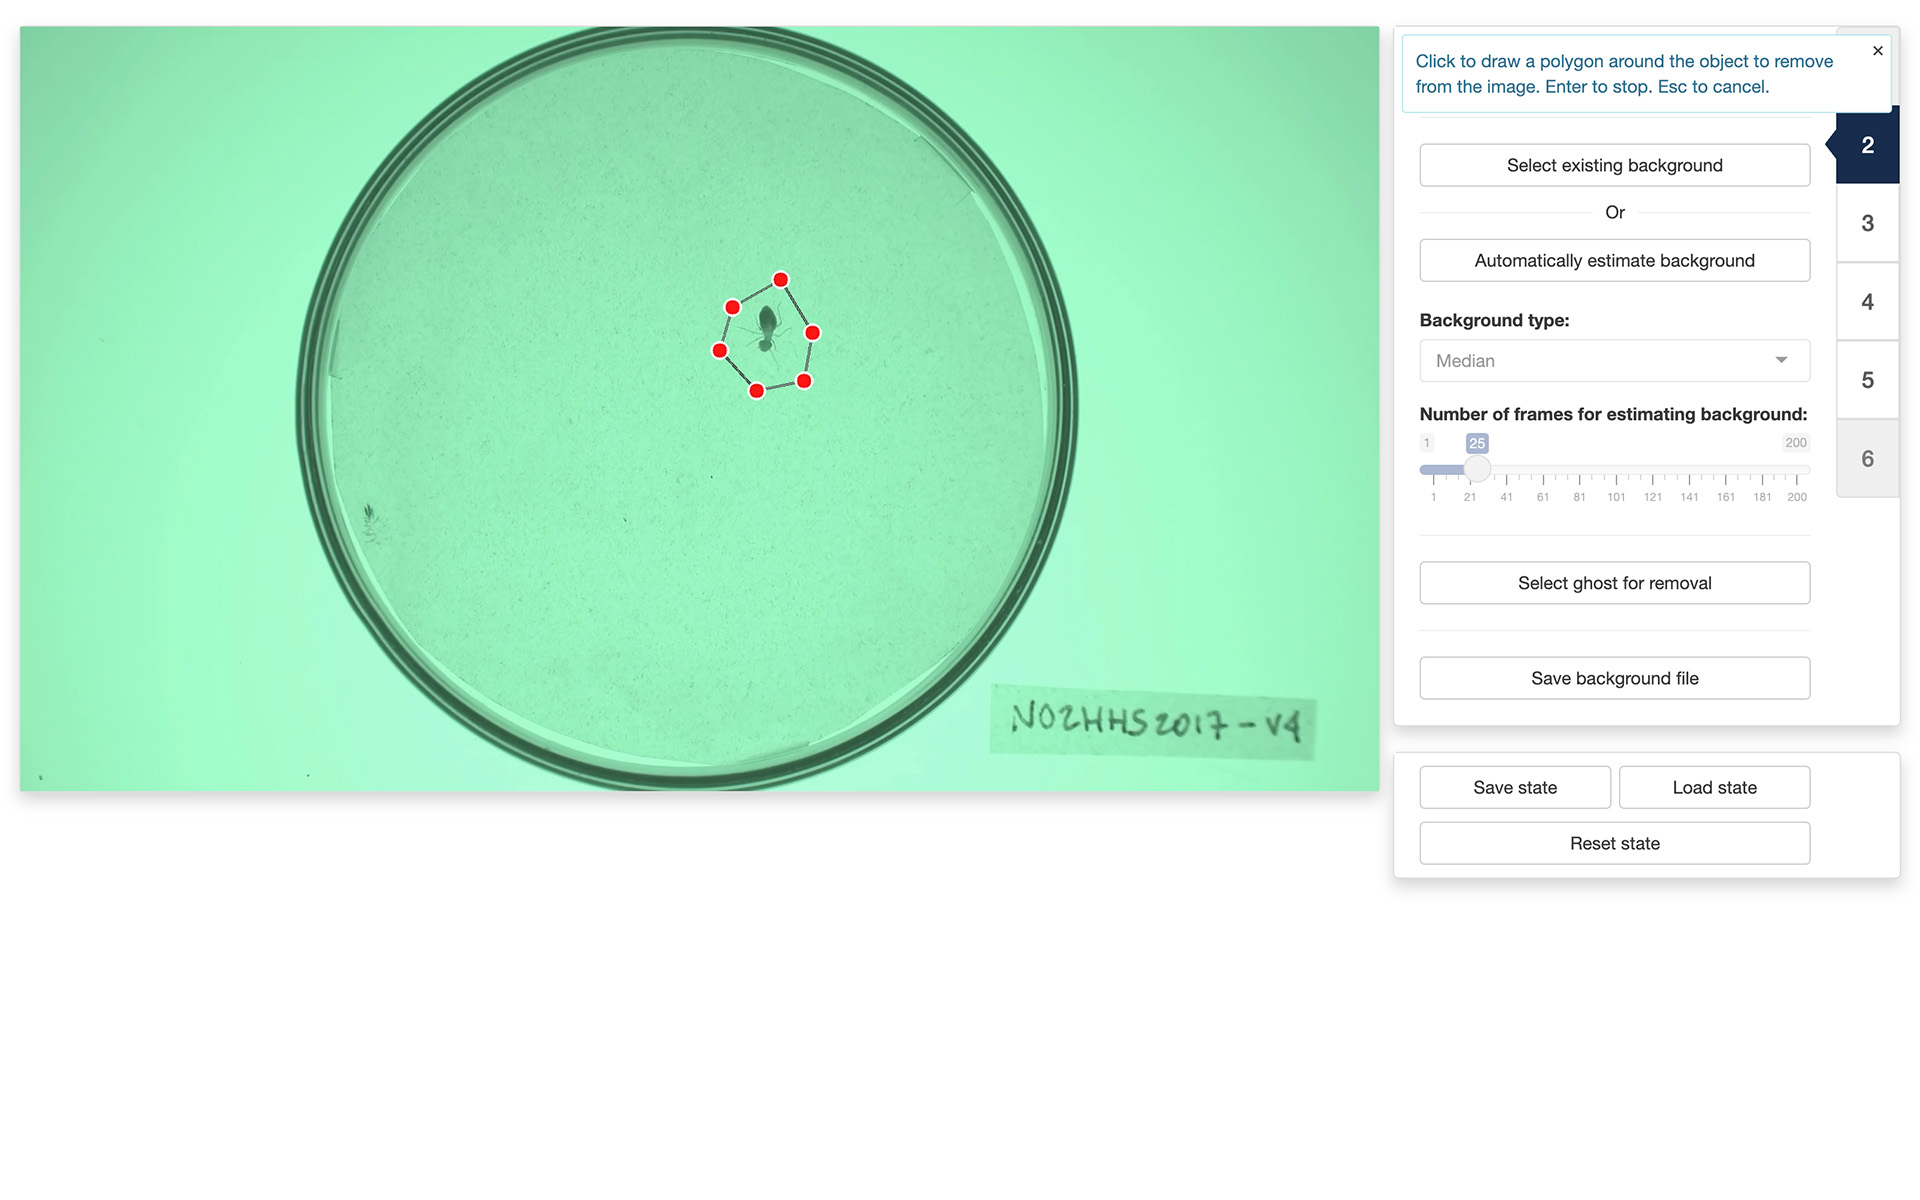 Click to draw a polygon around the object to remove
from the image. Enter to stop. Esc to cancel.
×
2
Select existing background
3
Or
Automatically estimate background
4
Background type:
Median
5
Number of frames for estimating background:
1 25 200
6
1 21 41 61 81 101 121 141 161 181 200
Select ghost for removal
Save background file
N02HHS2017-V4
Save state Load state
Reset state